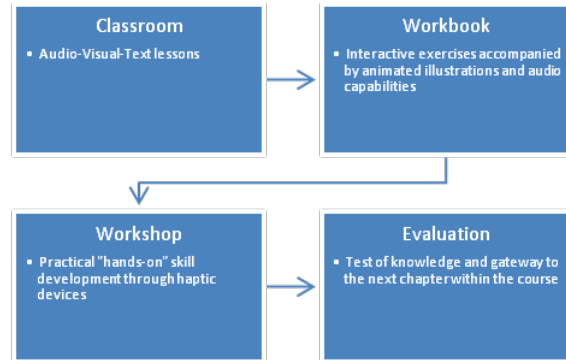 Classroom
• Audio-Visual-Text lessons
Workbook
• Interactive exercises accompanied
by animated illustrations and audio
capabilities
Workshop
• Practical "hands-on" skill
development through haptic
devices
Evaluation
• Test of knowledge and gateway to
the next chapter within the course